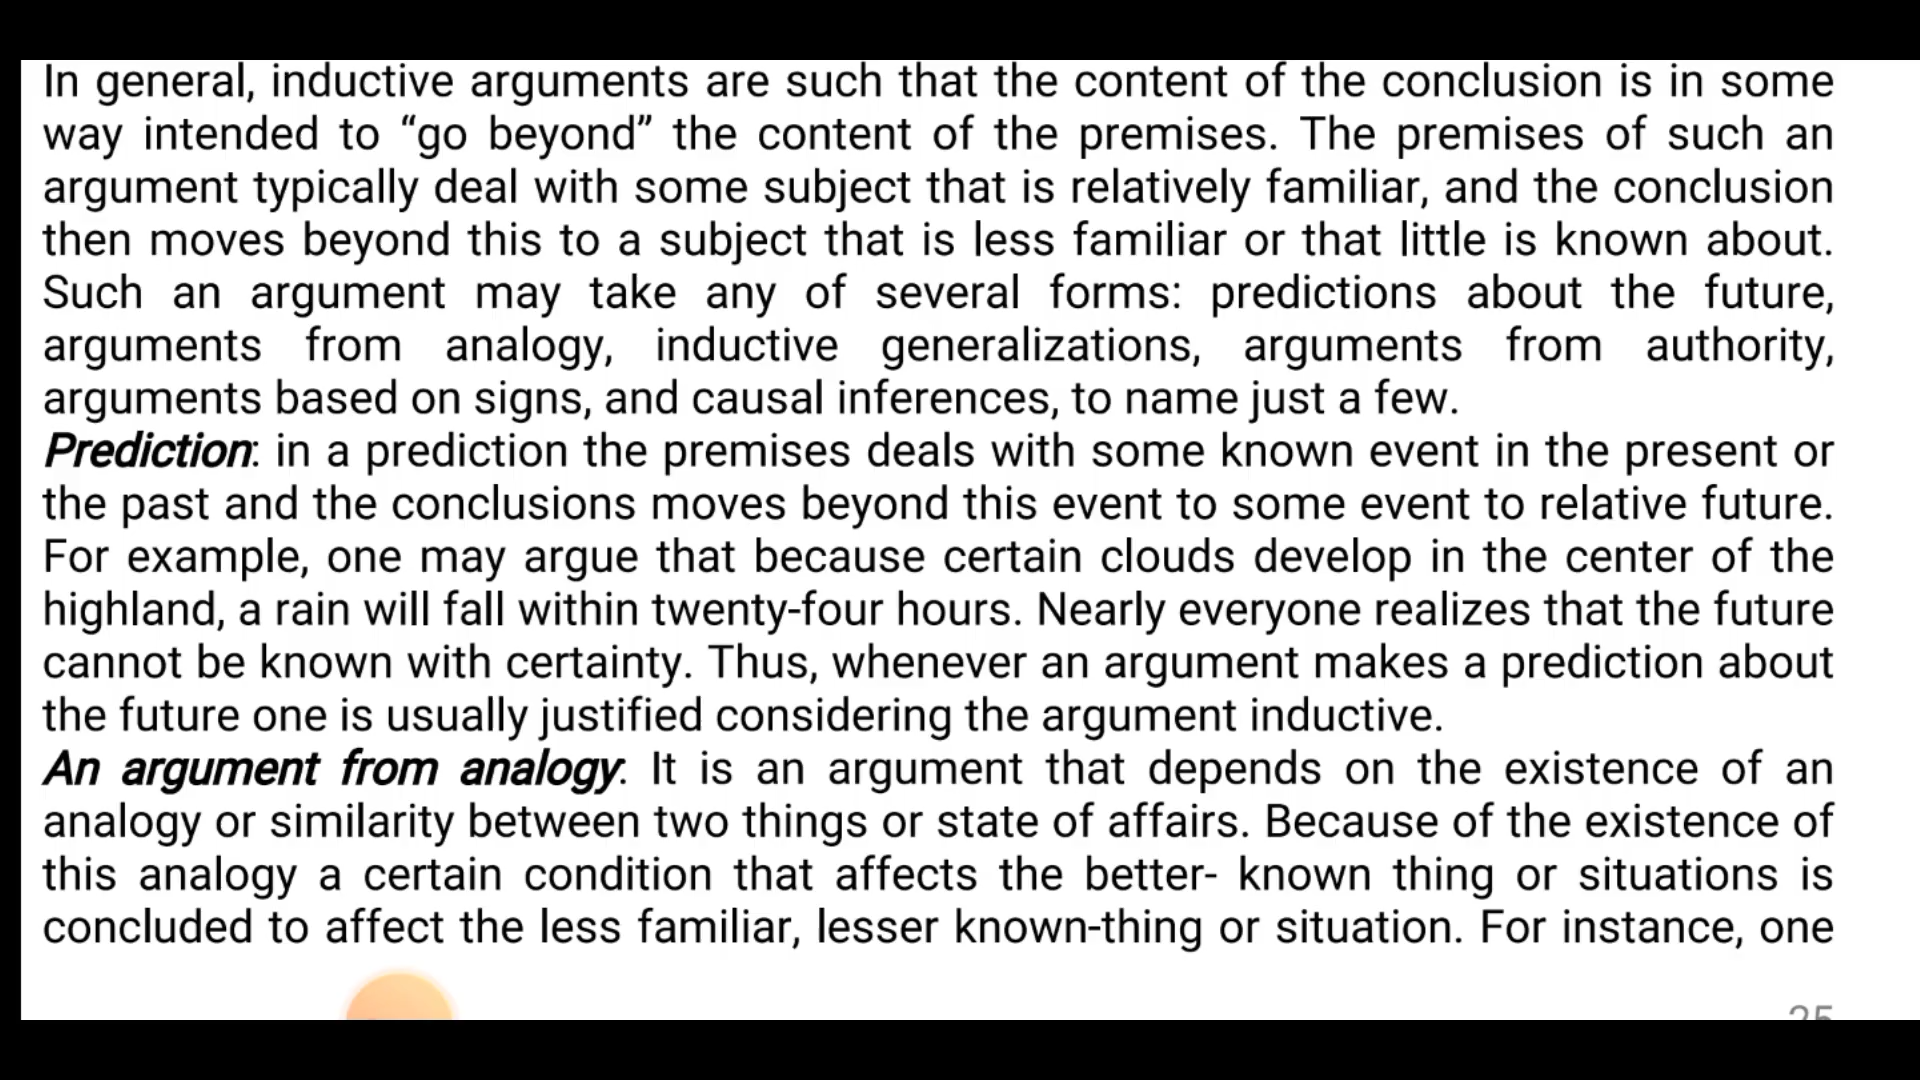 In general, inductive arguments are such that the content of the conclusion is in some
way intended to “go beyond” the content of the premises. The premises of such an
argument typically deal with some subject that is relatively familiar, and the conclusion
then moves beyond this to a subject that is less familiar or that little is known about.
Such an argument may take any of several forms: predictions about the future,
arguments from analogy, inductive generalizations, arguments from authority,
arguments based on signs, and causal inferences, to name just a few.
Prediction: in a prediction the premises deals with some known event in the present or
the past and the conclusions moves beyond this event to some event to relative future.
For example, one may argue that because certain clouds develop in the center of the
highland, a rain will fall within twenty-four hours. Nearly everyone realizes that the future
cannot be known with certainty. Thus, whenever an argument makes a prediction about
the future one is usually justified considering the argument inductive.
An argument from analogy: It is an argument that depends on the existence of an
analogy or similarity between two things or state of affairs. Because of the existence of
this analogy a certain condition that affects the better- known thing or situations is
concluded to affect the less familiar, lesser known-thing or situation. For instance, one
25